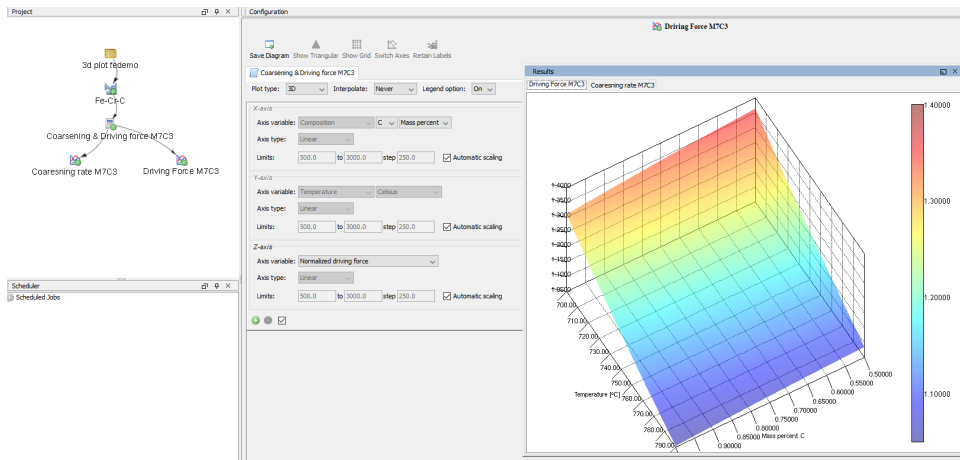 Project
Configuration
Driving Force M7C3
Save Diagram Show Triangular Show Grid Switch Axes Retain Labels
3d plot fedemo
Fe-Cr-C
Coarsening & Driving force M7C3
Coaresning rate M7C3
Driving Force M7C3
Coarsening & Driving force M7C3
Plot type: 3D Interpolate: Never Legend option: On
X-axis
Axis variable: Composition C Mass percent
Axis type: Linear
Limits: 500.0 to 3000.0 step 250.0 Automatic scaling
Y-axis
Axis variable: Temperature Celsius
Axis type: Linear
Limits: 500.0 to 3000.0 step 250.0 Automatic scaling
Z-axis
Axis variable: Normalized driving force
Axis type: Linear
Limits: 500.0 to 3000.0 step 250.0 Automatic scaling
Scheduler
Scheduled Jobs
Results
Driving Force M7C3 Coaresning rate M7C3
1.4000
1.3500
1.3000
1.2500
1.2000
1.1500
1.1000
1.0500
700.00
710.00
720.00
730.00
740.00
750.00
760.00
770.00
780.00
790.00
Temperature [°C]
0.50000
0.55000
0.60000
0.65000
0.70000
0.75000
0.80000
0.85000
0.90000
Mass percent C
1.40000
1.30000
1.20000
1.10000